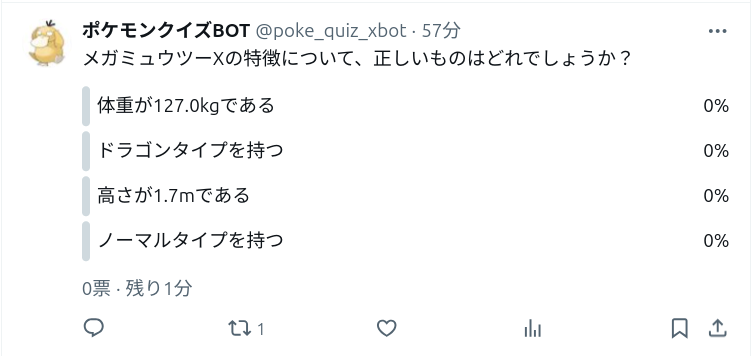 ポケモンクイズBOT @poke_quiz_xbot · 57分
メガミュウツーXの特徴について、正しいものはどれでしょうか？
体重が127.0kgである 0%
ドラゴンタイプを持つ 0%
高さが1.7mである 0%
ノーマルタイプを持つ 0%
0票 · 残り1分
1